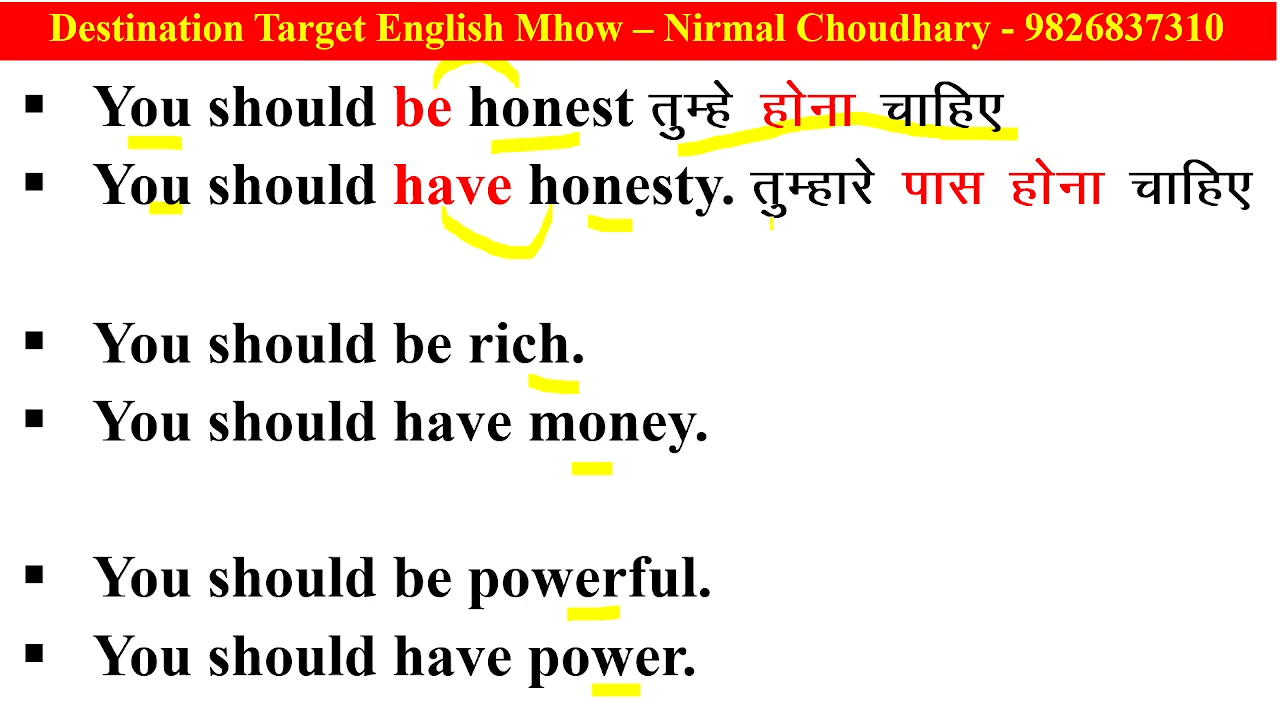 Destination Target English Mhow – Nirmal Choudhary - 9826837310
▪ You should be honest तुम्हे होना चाहिए
▪ You should have honesty. तुम्हारे पास होना चाहिए
▪ You should be rich.
▪ You should have money.
▪ You should be powerful.
▪ You should have power.